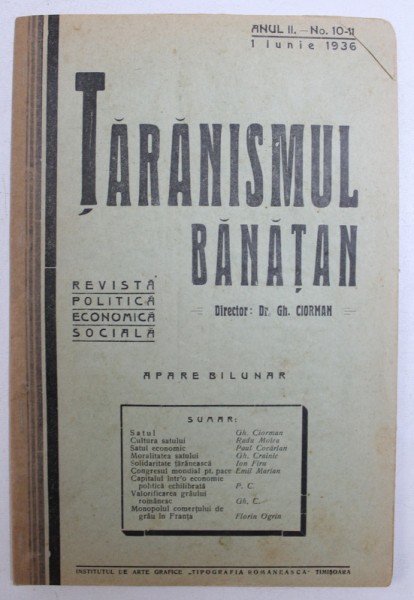 ANUL II. — No. 10-11
1 Iunie 1936
ȚĂRĂNISMUL
BĂNĂȚAN
REVISTĂ
POLITICĂ
ECONOMICĂ
SOCIALĂ
Director: Dr. Gh. CIORMAN
APARE BILUNAR
SUMAR:
Satul Gh. Ciorman
Cultura satului Radu Moira
Satul economic Paul Cocârlan
Moralitatea satului Gh. Crainic
Solidaritate țărănească Ion Firu
Congresul mondial pt. pace Emil Marian
Capitalul într'o economie
politică echilibrată P. C.
Valorificarea grâului
românesc Gh. C.
Monopolul comerțului de
grâu în Franța Florin Ogrin
INSTITUTUL DE ARTE GRAFICE „TIPOGRAFIA ROMÂNEASCĂ" TIMIȘOARA